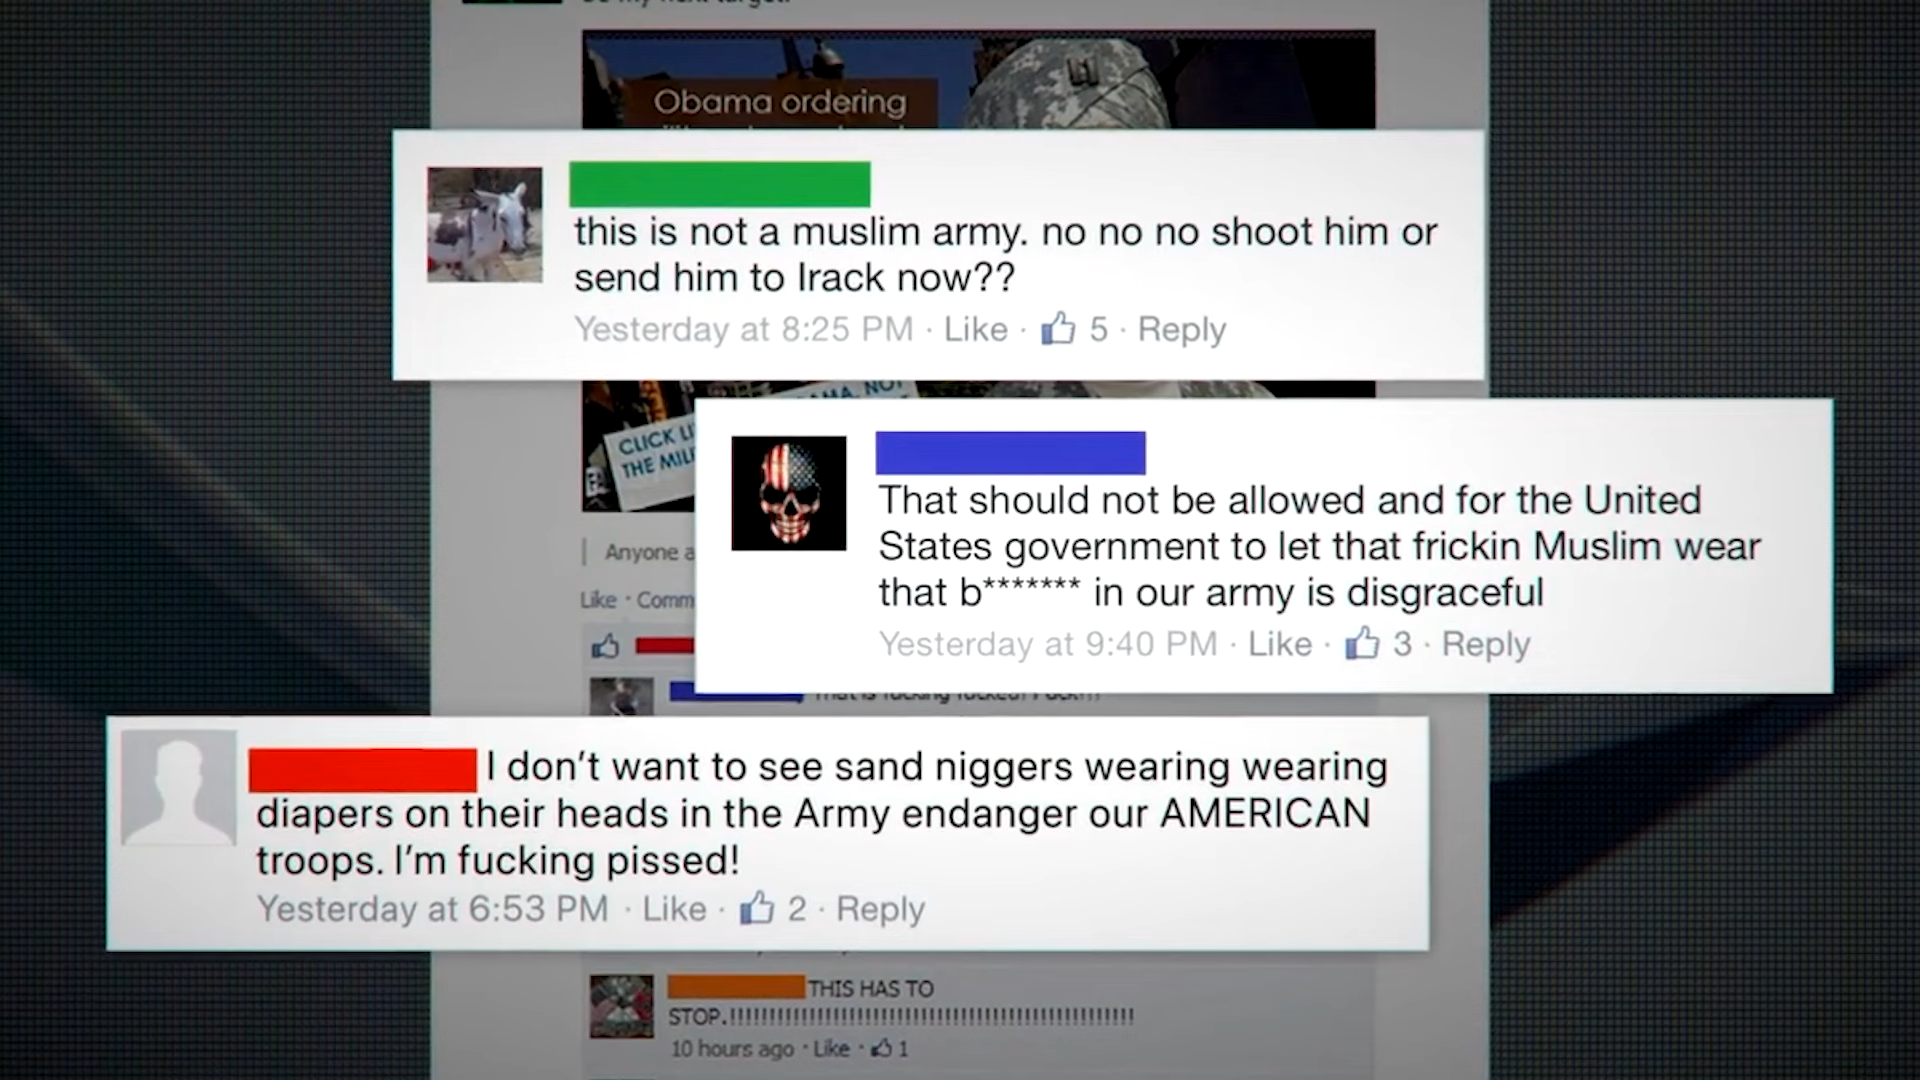 Obama ordering
this is not a muslim army. no no no shoot him or
send him to Irack now??
Yesterday at 8:25 PM · Like · 5 · Reply
CLICK LI
THE MILI
That should not be allowed and for the United
States government to let that frickin Muslim wear
that b******* in our army is disgraceful
Yesterday at 9:40 PM · Like · 3 · Reply
Anyone a
Like · Comm
I don't want to see sand niggers wearing wearing
diapers on their heads in the Army endanger our AMERICAN
troops. I'm fucking pissed!
Yesterday at 6:53 PM · Like · 2 · Reply
THIS HAS TO
STOP.!!!!!!!!!!!!!!!!!!!!!!!!!!!!!!!!!!!!!!!!!!!!!!!!!!
10 hours ago · Like · 1